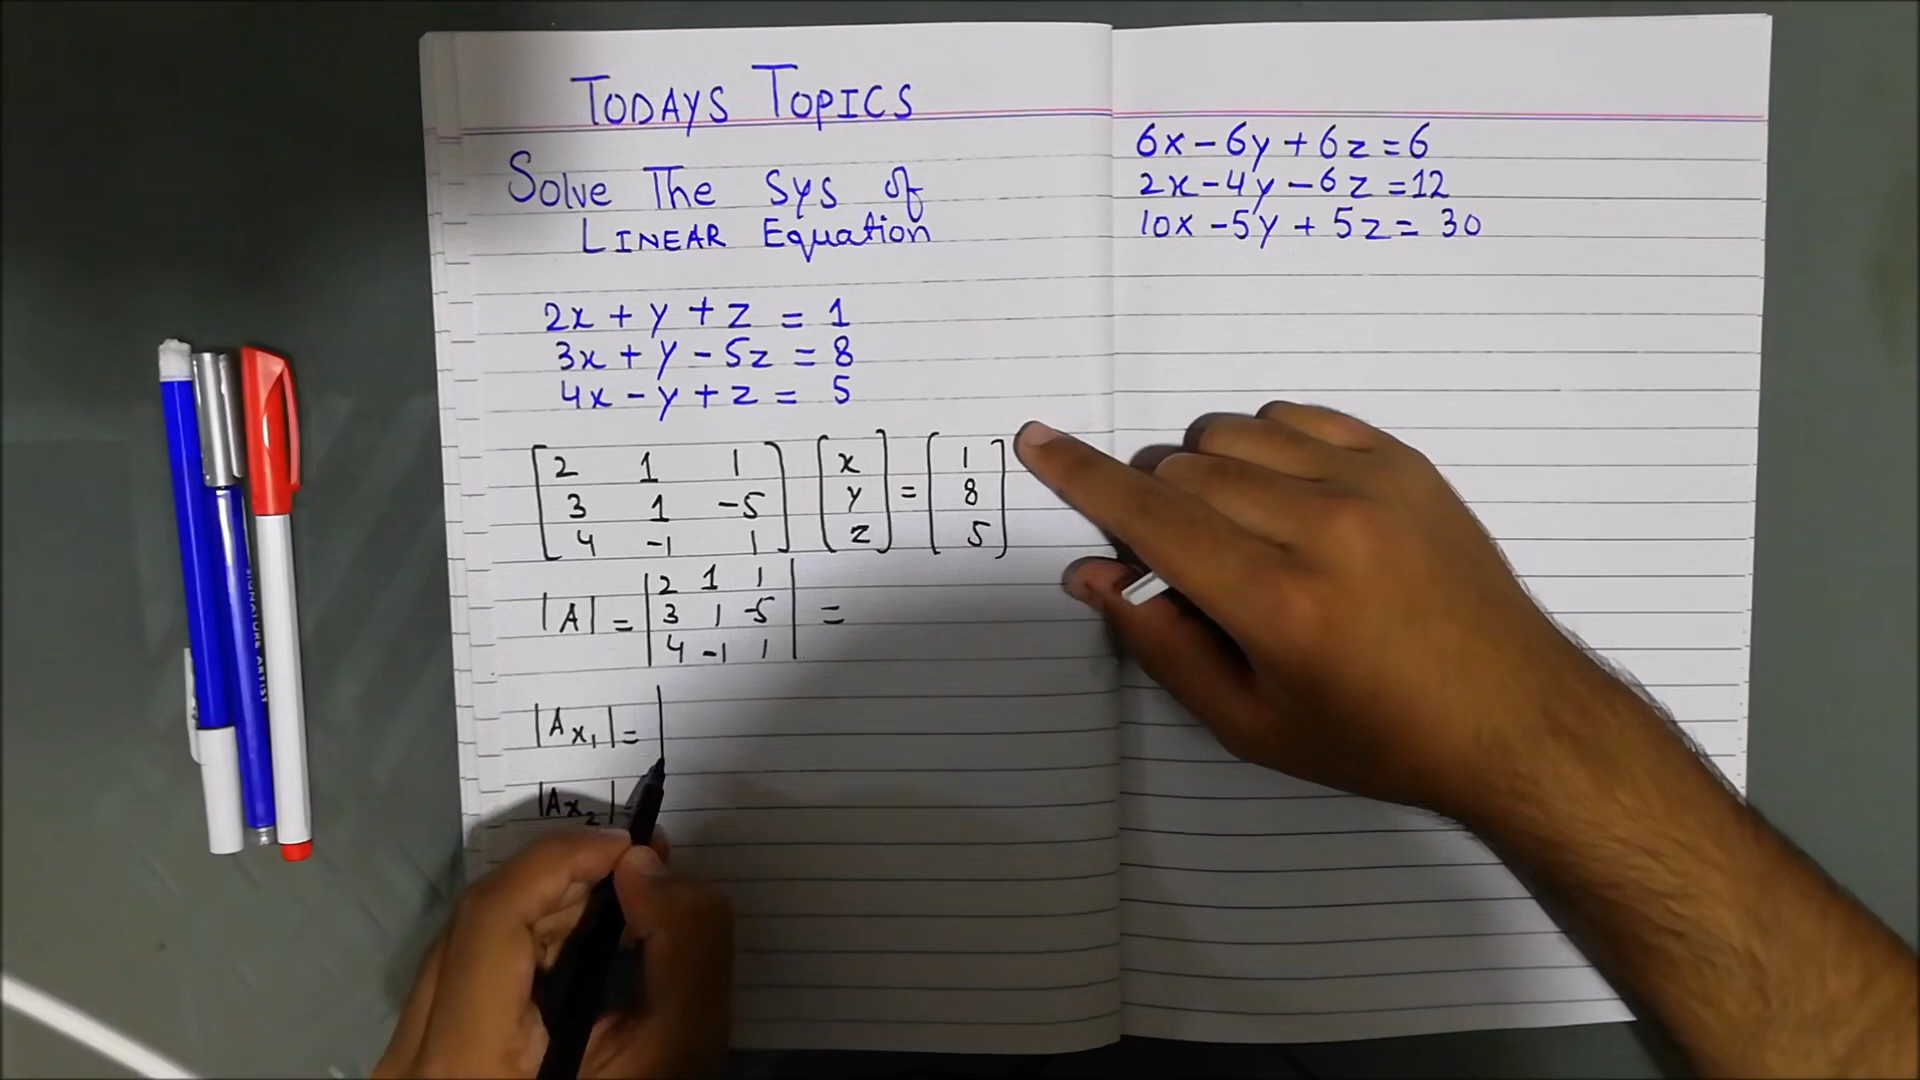 TODAYS TOPICS
Solve The Sys of
LINEAR Equation
2x + y + z = 1
3x + y - 5z = 8
4x - y + z = 5
2 1 1 x 1
3 1 -5 y = 8
4 -1 1 z 5
2 1 1
|A| = 3 1 -5 =
4 -1 1
|Ax₁| =
|Ax₂| =
6x - 6y + 6z = 6
2x - 4y - 6z = 12
10x - 5y + 5z = 30